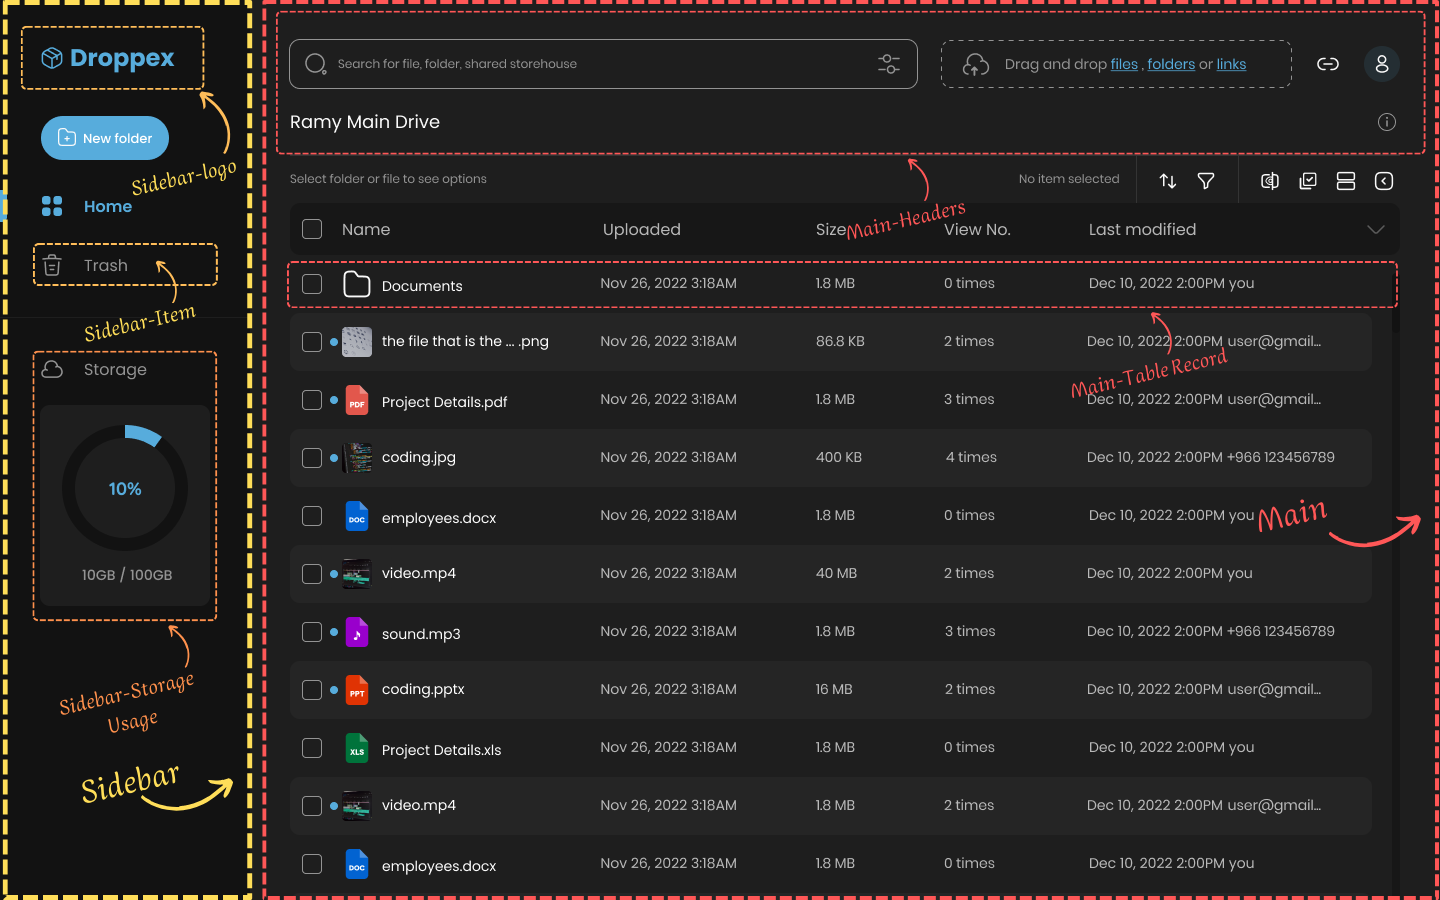 Droppex
New folder
Sidebar-logo
Home
Trash
Sidebar-Item
Storage
10%
10GB / 100GB
Sidebar-Storage
Usage
Sidebar
Search for file, folder, shared storehouse
Drag and drop files , folders or links
Ramy Main Drive
Select folder or file to see options
No item selected
Main-Headers
Name Uploaded Size View No. Last modified
Documents Nov 26, 2022 3:18AM 1.8 MB 0 times Dec 10, 2022 2:00PM you
the file that is the ... .png Nov 26, 2022 3:18AM 86.8 KB 2 times Dec 10, 2022 2:00PM user@gmail...
Main-Table Record
PDF Project Details.pdf Nov 26, 2022 3:18AM 1.8 MB 3 times Dec 10, 2022 2:00PM user@gmail...
coding.jpg Nov 26, 2022 3:18AM 400 KB 4 times Dec 10, 2022 2:00PM +966 123456789
DOC employees.docx Nov 26, 2022 3:18AM 1.8 MB 0 times Dec 10, 2022 2:00PM you
Main
video.mp4 Nov 26, 2022 3:18AM 40 MB 2 times Dec 10, 2022 2:00PM you
sound.mp3 Nov 26, 2022 3:18AM 1.8 MB 3 times Dec 10, 2022 2:00PM +966 123456789
PPT coding.pptx Nov 26, 2022 3:18AM 16 MB 2 times Dec 10, 2022 2:00PM user@gmail...
XLS Project Details.xls Nov 26, 2022 3:18AM 1.8 MB 0 times Dec 10, 2022 2:00PM you
video.mp4 Nov 26, 2022 3:18AM 1.8 MB 2 times Dec 10, 2022 2:00PM user@gmail...
DOC employees.docx Nov 26, 2022 3:18AM 1.8 MB 0 times Dec 10, 2022 2:00PM you